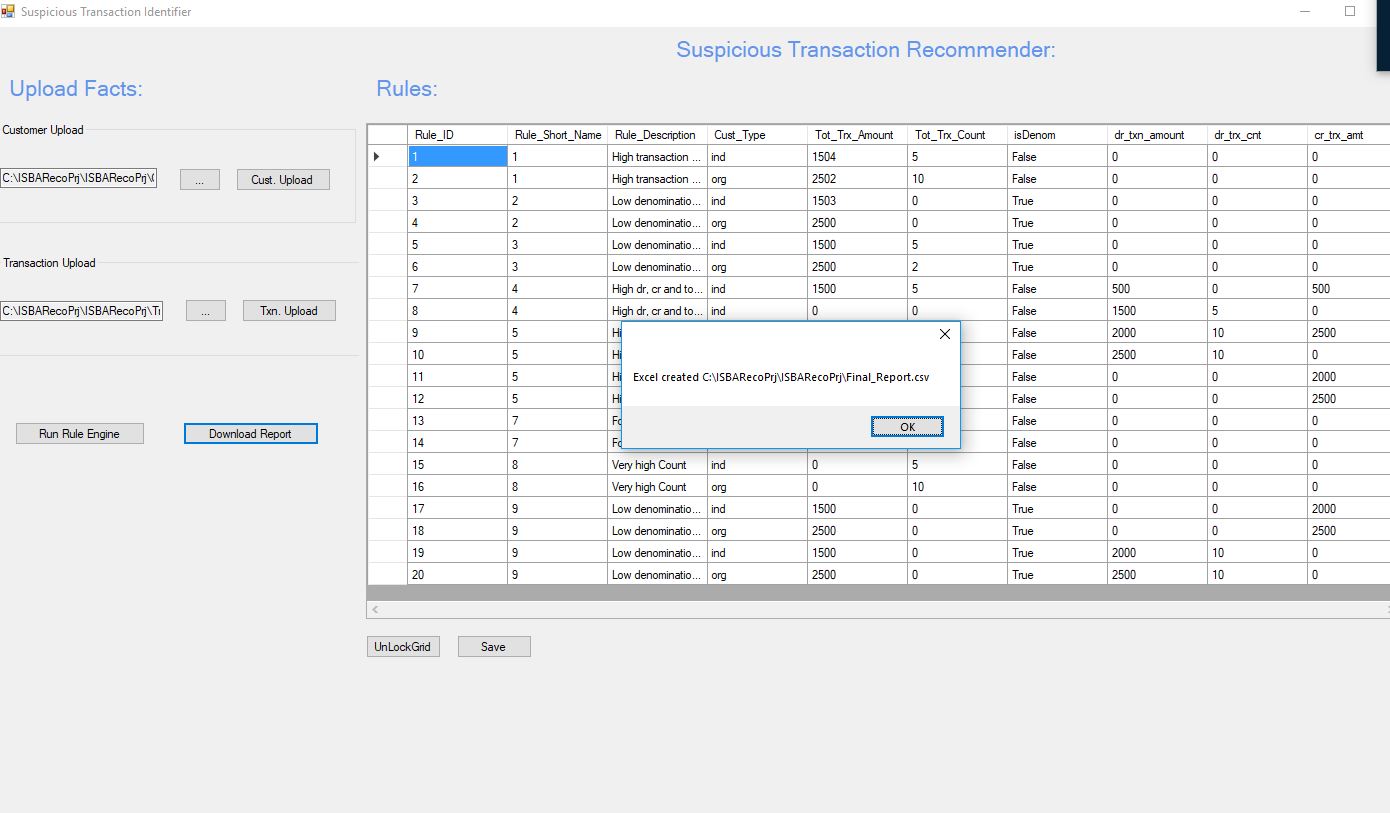 Suspicious Transaction Identifier
Suspicious Transaction Recommender:
Upload Facts:
Rules:
Customer Upload
C:\ISBARecoPrj\ISBARecoPrj\
... Cust. Upload
Transaction Upload
C:\ISBARecoPrj\ISBARecoPrj\T
... Txn. Upload
Run Rule Engine Download Report
Rule_ID Rule_Short_Name Rule_Description Cust_Type Tot_Trx_Amount Tot_Trx_Count isDenom dr_txn_amount dr_trx_cnt cr_trx_amt
1 1 High transaction ... ind 1504 5 False 0 0 0
2 1 High transaction ... org 2502 10 False 0 0 0
3 2 Low denominatio... ind 1503 0 True 0 0 0
4 2 Low denominatio... org 2500 0 True 0 0 0
5 3 Low denominatio... ind 1500 5 True 0 0 0
6 3 Low denominatio... org 2500 2 True 0 0 0
7 4 High dr, cr and to... ind 1500 5 False 500 0 500
8 4 High dr, cr and to... ind 0 0 False 1500 5 0
9 5 Hi False 2000 10 2500
10 5 Hi False 2500 10 0
11 5 Hi False 0 0 2000
12 5 Hi False 0 0 2500
13 7 Fo False 0 0 0
14 7 Fo False 0 0 0
15 8 Very high Count ind 0 5 False 0 0 0
16 8 Very high Count org 0 10 False 0 0 0
17 9 Low denominatio... ind 1500 0 True 0 0 2000
18 9 Low denominatio... org 2500 0 True 0 0 2500
19 9 Low denominatio... ind 1500 0 True 2000 10 0
20 9 Low denominatio... org 2500 0 True 2500 10 0
Excel created C:\ISBARecoPrj\ISBARecoPrj\Final_Report.csv
OK
UnLockGrid Save